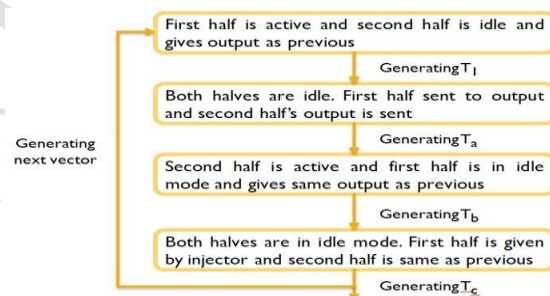 First half is active and second half is idle and
gives output as previous
Generating T1
Both halves are idle. First half sent to output
and second half's output is sent
Generating Ta
Generating
next vector
Second half is active and first half is in idle
mode and gives same output as previous
Generating Tb
Both halves are in idle mode. First half is given
by injector and second half is same as previous
Generating Tc